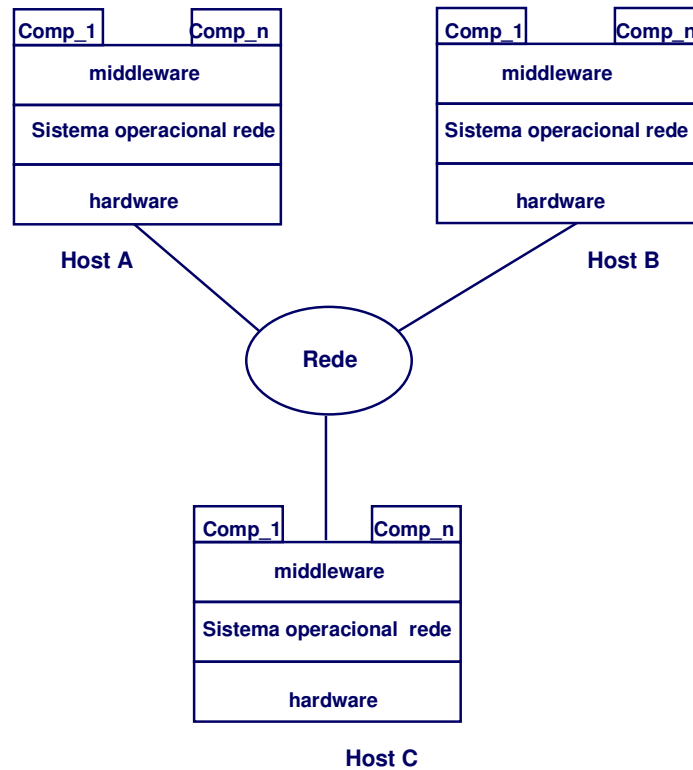 Comp_1
Comp_n
middleware
Sistema operacional rede
hardware
Host A
Comp_1
Comp_n
middleware
Sistema operacional rede
hardware
Host B
Rede
Comp_1
Comp_n
middleware
Sistema operacional rede
hardware
Host C